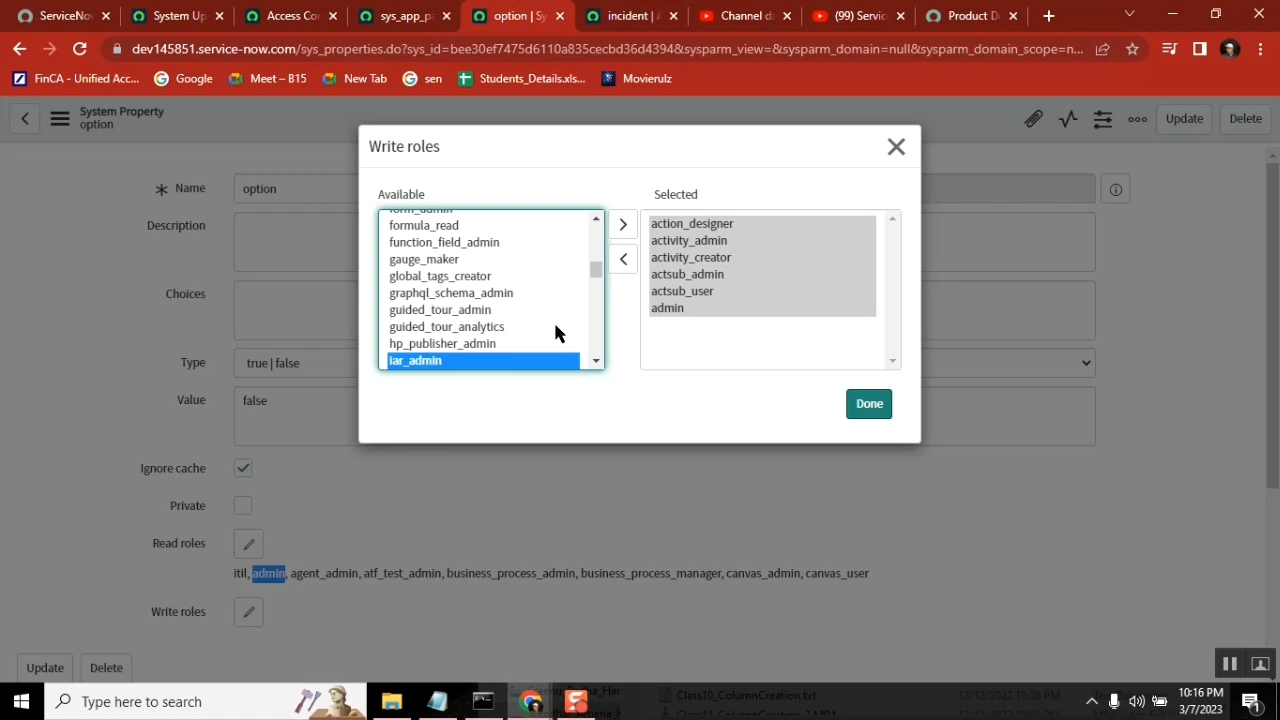 ServiceNow
System Up
Access Con
sys_app_p
option | Sy
incident |
Channel d
(99) Servic
Product D
dev145851.service-now.com/sys_properties.do?sys_id=bee30ef7475d6110a835cecbd36d4394&sysparm_view=&sysparm_domain=null&sysparm_domain_scope=n...
FinCA - Unified Acc...
Google
Meet – B15
New Tab
sen
Students_Details.xls...
Movierulz
System Property
option
Update
Delete
Write roles
Name
option
Available
Selected
Description
form_admin
formula_read
function_field_admin
gauge_maker
global_tags_creator
graphql_schema_admin
guided_tour_admin
guided_tour_analytics
hp_publisher_admin
iar_admin
action_designer
activity_admin
activity_creator
actsub_admin
actsub_user
admin
Choices
Type
true | false
Value
false
Done
Ignore cache
Private
Read roles
itil, admin, agent_admin, atf_test_admin, business_process_admin, business_process_manager, canvas_admin, canvas_user
Write roles
Update
Delete
Type here to search
Class10_ColumnCreation.txt
10:16 PM
3/7/2023
1